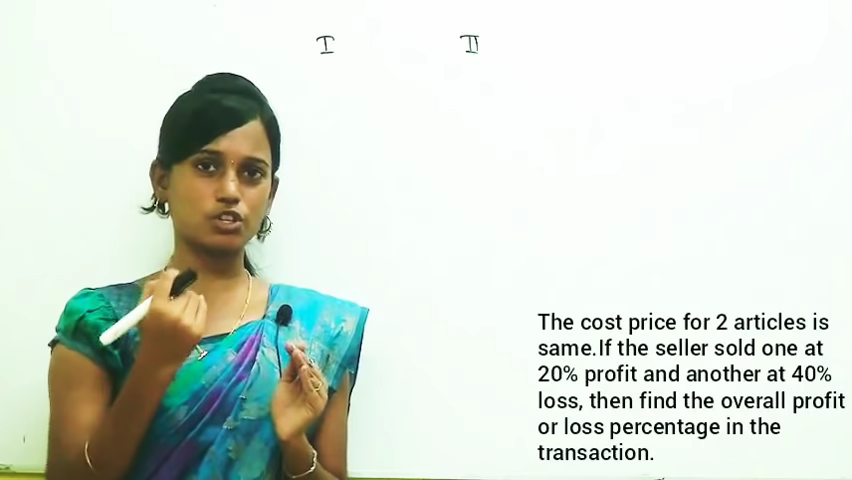 I II
The cost price for 2 articles is
same.If the seller sold one at
20% profit and another at 40%
loss, then find the overall profit
or loss percentage in the
transaction.